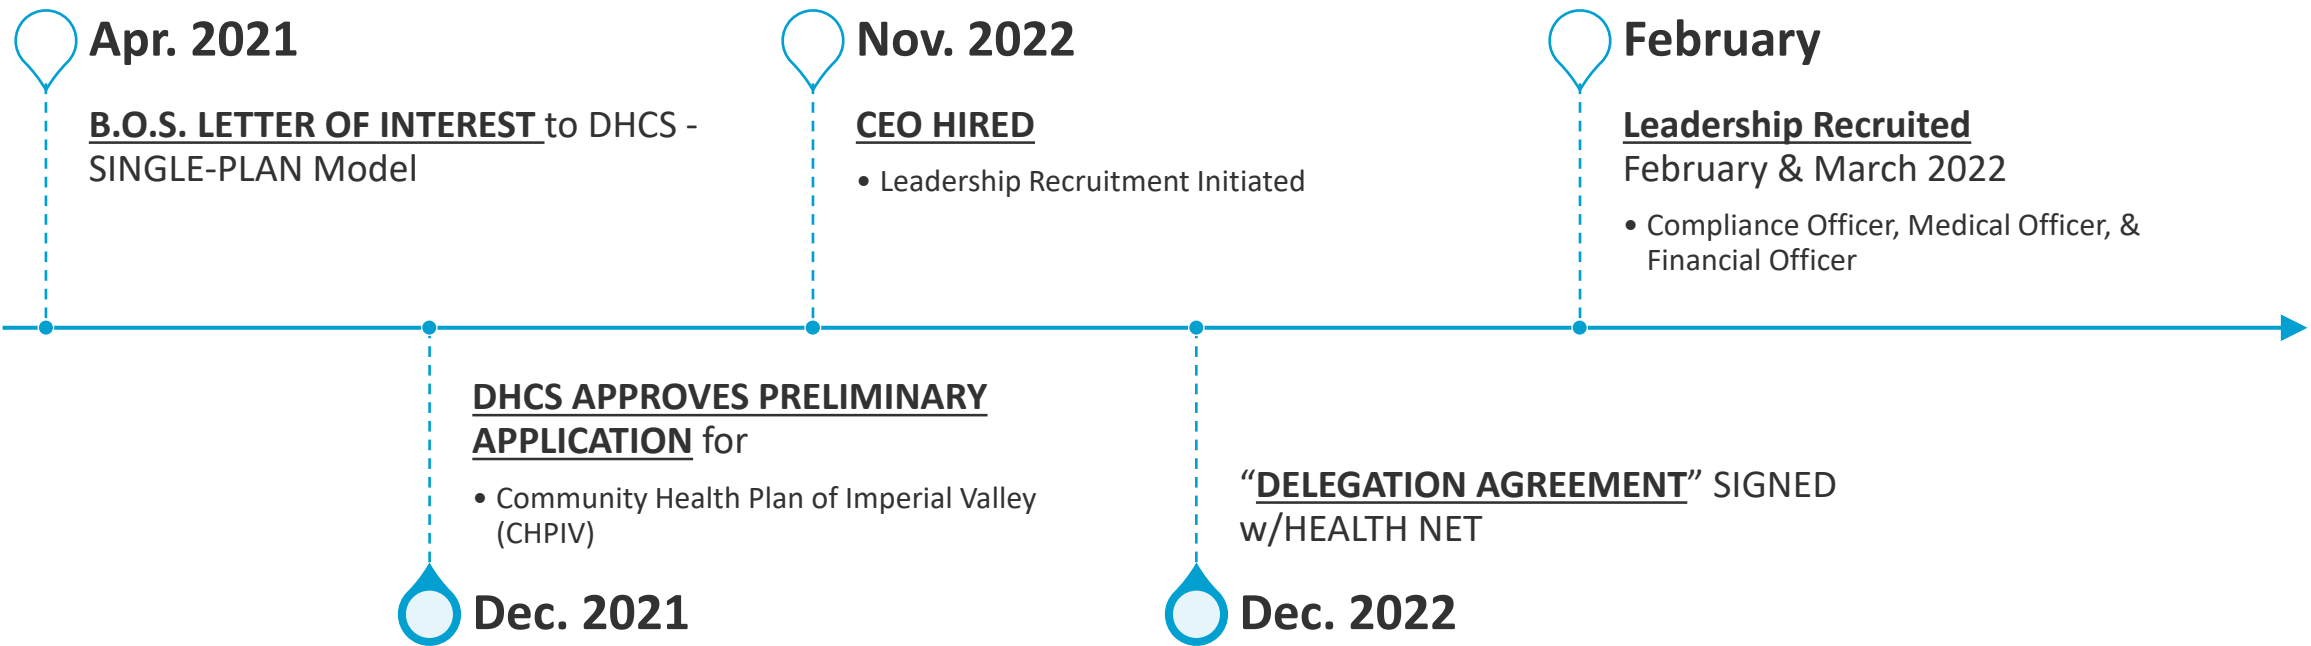 Apr. 2021
B.O.S. LETTER OF INTEREST to DHCS -
SINGLE-PLAN Model
DHCS APPROVES PRELIMINARY
APPLICATION for
• Community Health Plan of Imperial Valley
(CHPIV)
Dec. 2021
Nov. 2022
CEO HIRED
• Leadership Recruitment Initiated
“DELEGATION AGREEMENT” SIGNED
w/HEALTH NET
Dec. 2022
February
Leadership Recruited
February & March 2022
• Compliance Officer, Medical Officer, &
Financial Officer